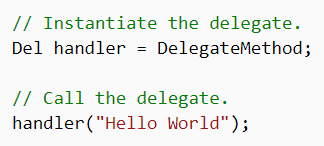 // Instantiate the delegate.
Del handler = DelegateMethod;
// Call the delegate.
handler("Hello World");